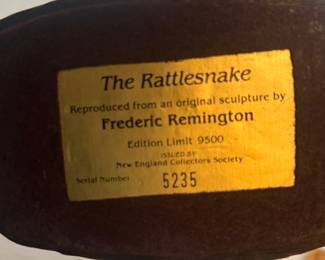 The Rattlesnake
Reproduced from an original sculpture by
Frederic Remington
Edition Limit 9500
ISSUED BY
New England Collectors Society
Serial Number 5235